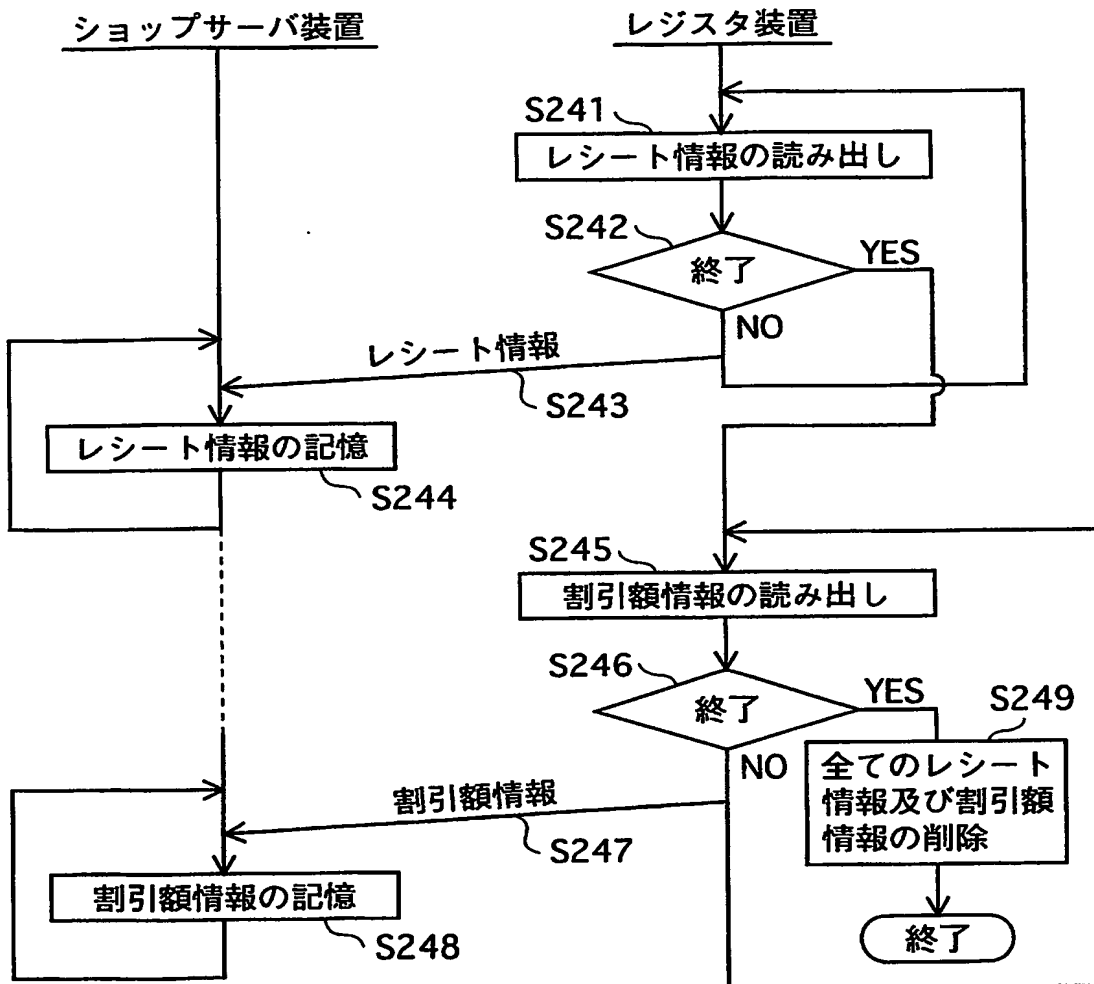 ショップサーバ装置
レジスタ装置
S241
レシート情報の読み出し
S242
終了
YES
NO
レシート情報
S243
レシート情報の記憶
S244
S245
割引額情報の読み出し
S246
終了
YES
S249
NO
全てのレシート
情報及び割引額
情報の削除
割引額情報
S247
割引額情報の記憶
S248
終了